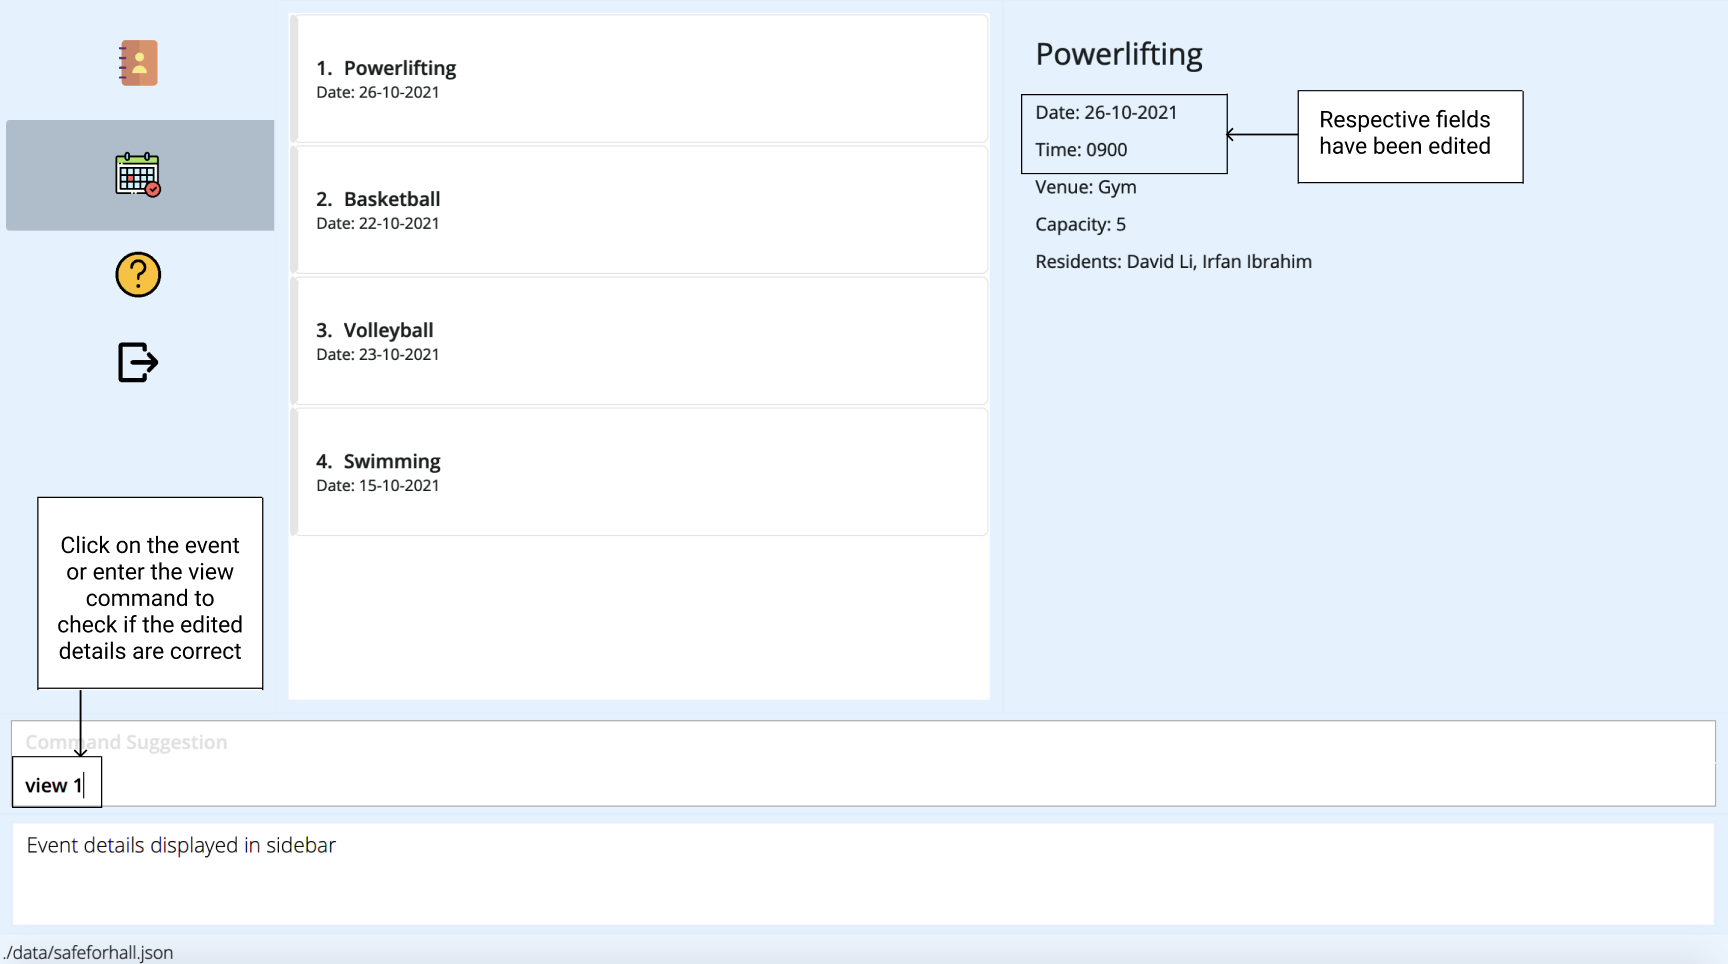 1. Powerlifting
Date: 26-10-2021
2. Basketball
Date: 22-10-2021
3. Volleyball
Date: 23-10-2021
4. Swimming
Date: 15-10-2021
Powerlifting
Date: 26-10-2021
Time: 0900
Venue: Gym
Capacity: 5
Residents: David Li, Irfan Ibrahim
Respective fields
have been edited
Click on the event
or enter the view
command to
check if the edited
details are correct
Command Suggestion
view 1
Event details displayed in sidebar
./data/safeforhall.json